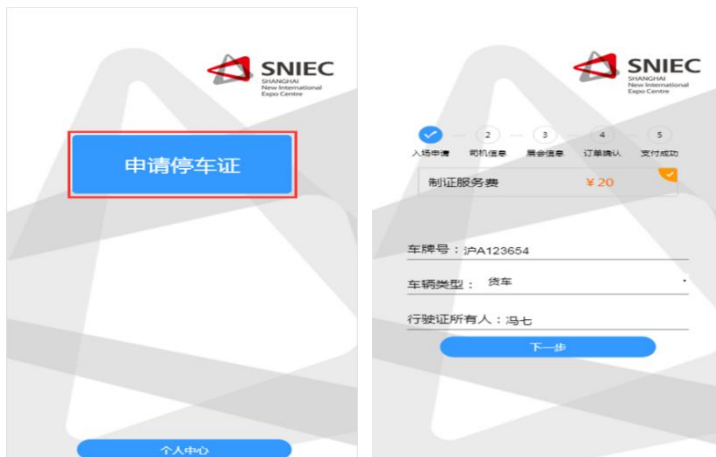 SNIEC
SHANGHAI
New International
Expo Centre
申请停车证
个人中心
SNIEC
SHANGHAI
New International
Expo Centre
2 3 4 5
入场申请 司机信息 展会信息 订单确认 支付成功
制证服务费 ¥20
车牌号：沪A123654
车辆类型： 货车
行驶证所有人：冯七
下一步